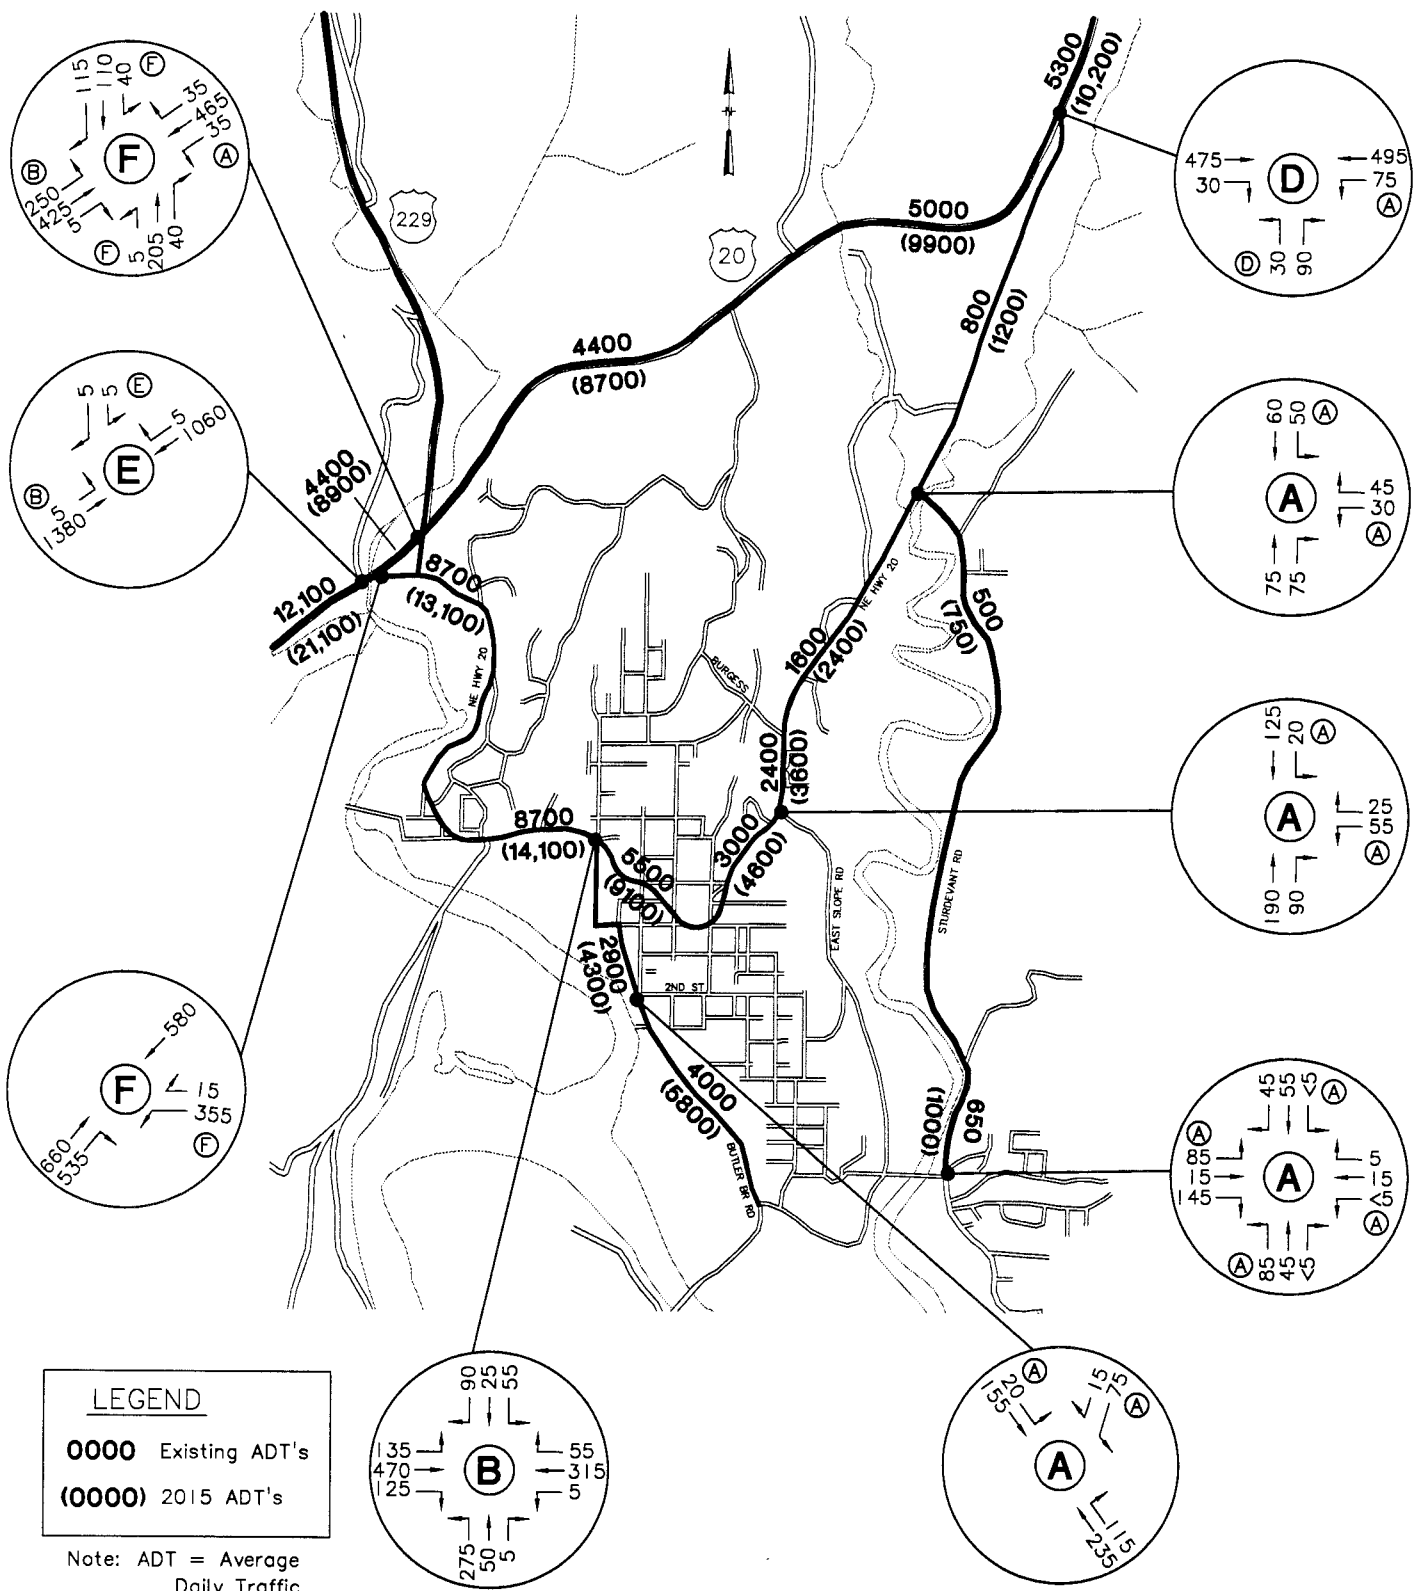 115
110
40
F
35
465
35
A
F
B
250
425
5
F
5
205
40
229
20
5300
(10,200)
475
30
D
495
75
A
D
30
90
5000
(9900)
800
(1200)
4400
(8700)
5
5
E
5
1060
E
B
5
1380
4400
(8900)
60
50
A
A
45
30
A
75
75
12,100
(21,100)
8700
(13,100)
NE HWY 20
NE HWY 20
500
(750)
1600
(2400)
BURGESS
2400
(3600)
125
20
A
A
25
55
A
190
90
8700
(14,100)
5500
(9100)
3000
(4600)
EAST SLOPE RD
STURDEVANT RD
2900
(4300)
2ND ST
580
F
15
355
F
660
535
4000
(5800)
BUTLER BR RD
(1000)
650
45
55
<5
A
A
85
15
145
A
5
15
<5
A
A
85
45
<5
LEGEND
0000 Existing ADT's
(0000) 2015 ADT's
Note: ADT = Average
Daily Traffic
90
25
55
135
470
125
B
55
315
5
275
50
5
155
20
A
15
75
A
A
115
235